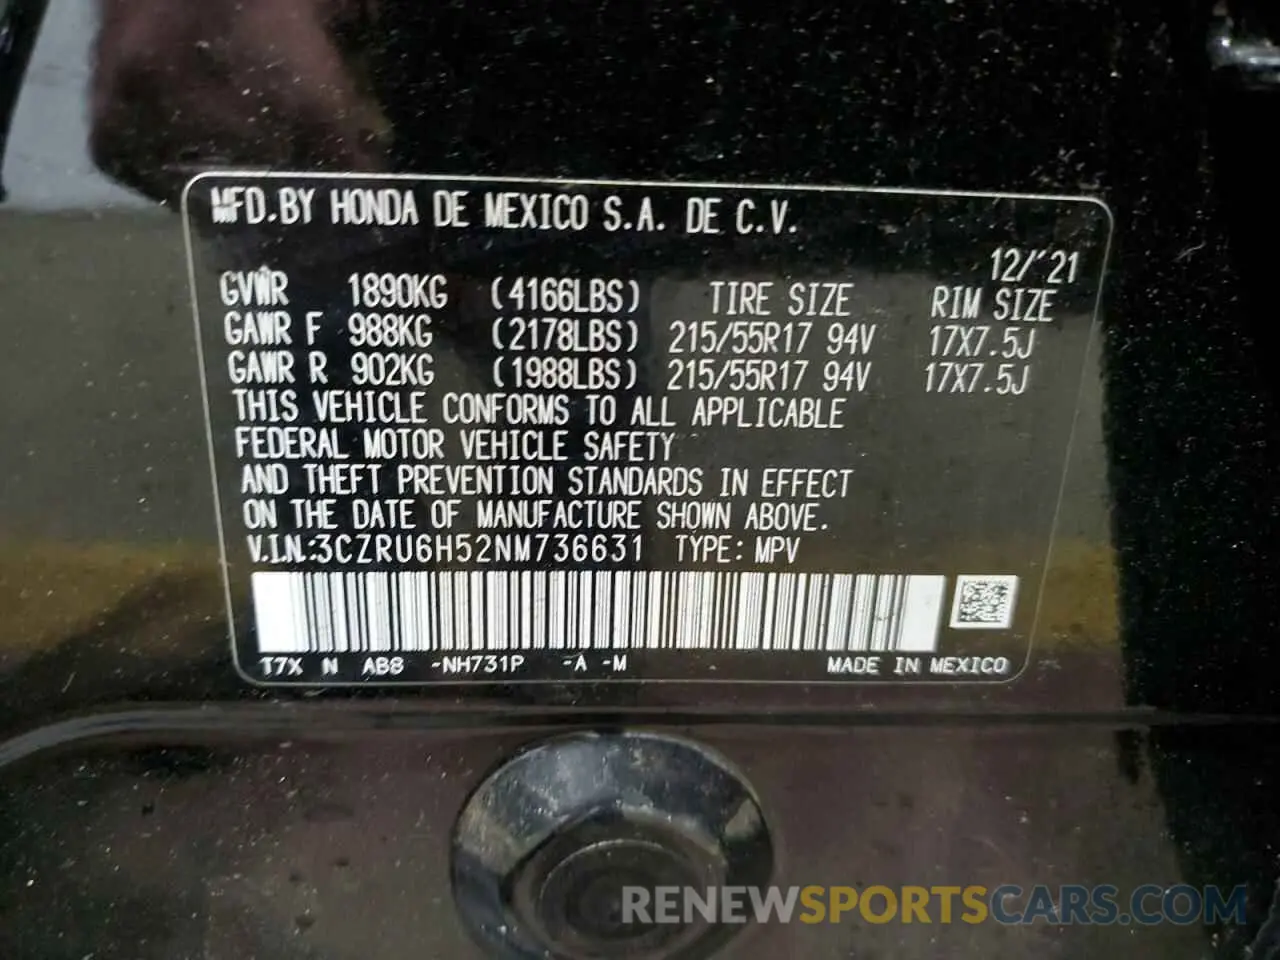 MFD.BY HONDA DE MEXICO S.A. DE C.V.
12/'21
GVWR 1890KG (4166LBS) TIRE SIZE RIM SIZE
GAWR F 988KG (2178LBS) 215/55R17 94V 17X7.5J
GAWR R 902KG (1988LBS) 215/55R17 94V 17X7.5J
THIS VEHICLE CONFORMS TO ALL APPLICABLE
FEDERAL MOTOR VEHICLE SAFETY
AND THEFT PREVENTION STANDARDS IN EFFECT
ON THE DATE OF MANUFACTURE SHOWN ABOVE.
V.I.N.:3CZRU6H52NM736631 TYPE: MPV
T7X N AB8 -NH731P -A -M MADE IN MEXICO
RENEWSPORTSCARS.COM